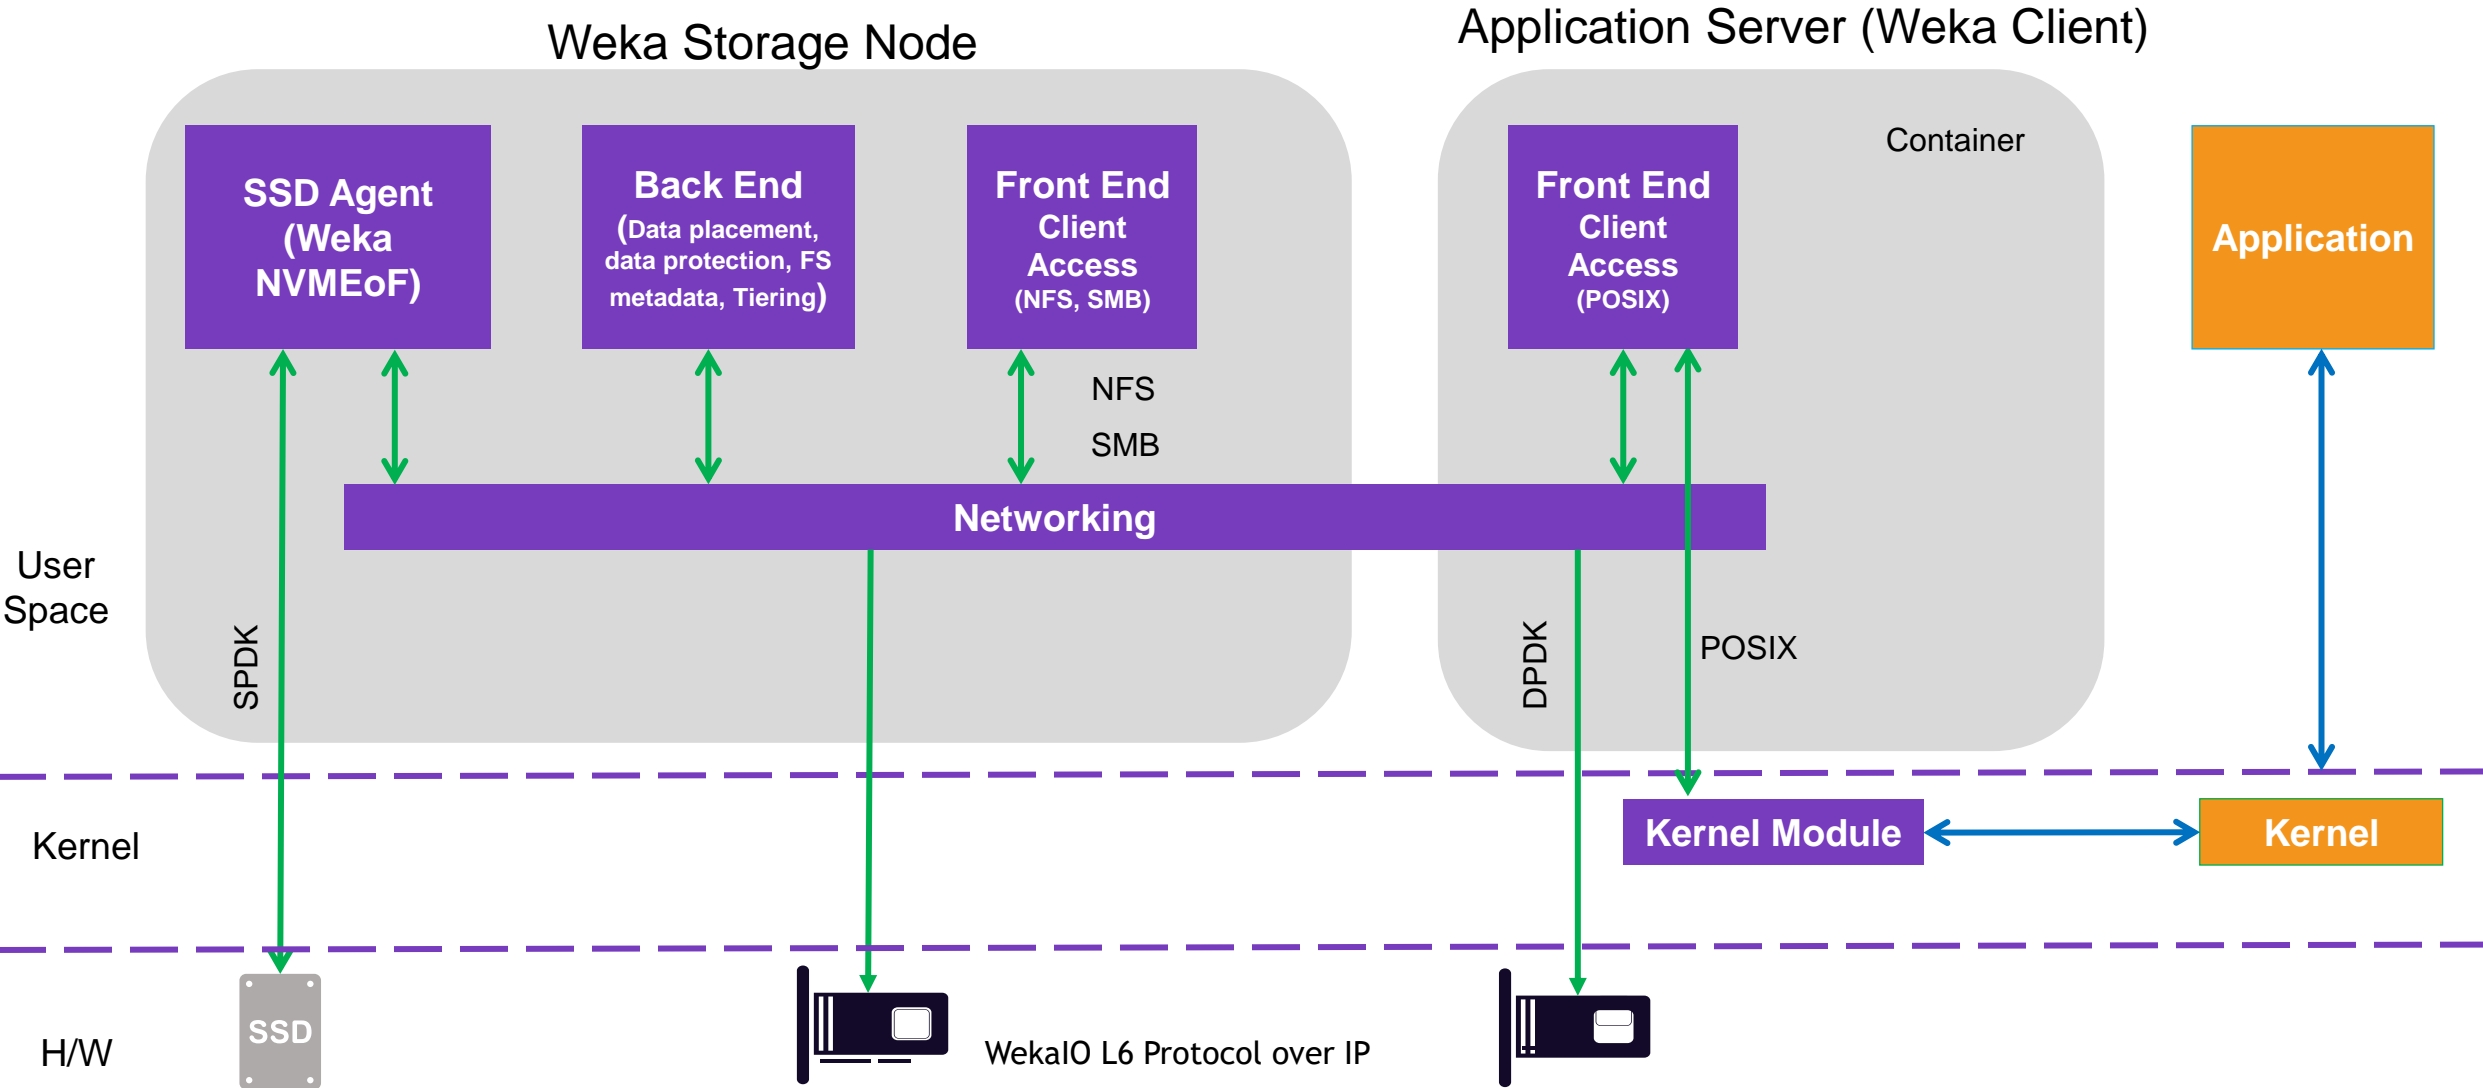 Weka Storage Node
Application Server (Weka Client)
SSD Agent
(Weka
NVMEoF)
Back End
(Data placement,
data protection, FS
metadata, Tiering)
Front End
Client
Access
(NFS, SMB)
Front End
Client
Access
(POSIX)
Container
Application
NFS
SMB
Networking
User
Space
SPDK
DPDK
POSIX
Kernel
Kernel Module
Kernel
H/W
SSD
WekaIO L6 Protocol over IP